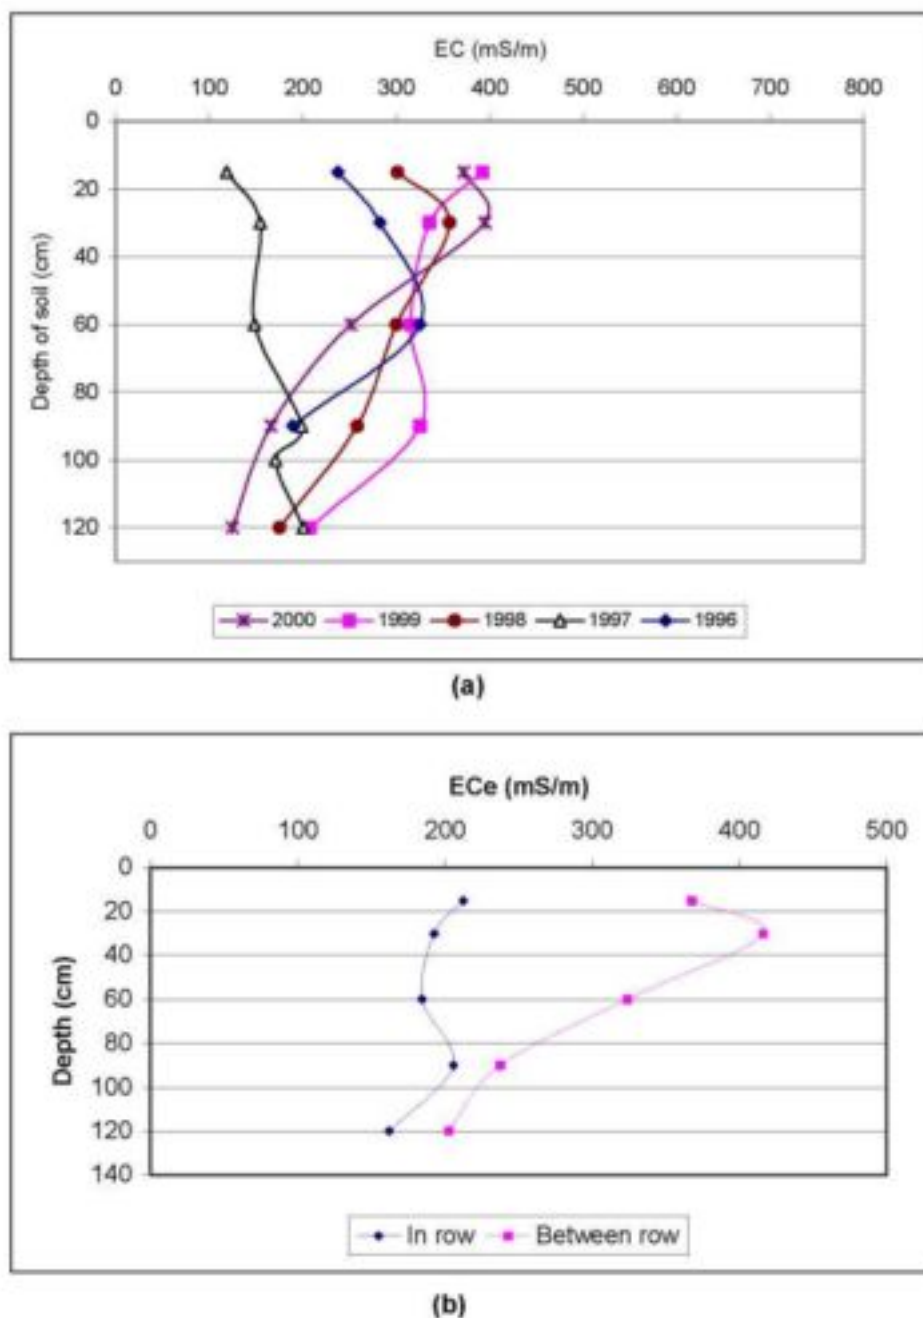 EC (mS/m)
0 100 200 300 400 500 600 700 800
0
20
40
60
80
100
120
Depth of soil (cm)
2000 1999 1998 1997 1996
(a)
ECe (mS/m)
0 100 200 300 400 500
0
20
40
60
80
100
120
140
Depth (cm)
In row Between row
(b)